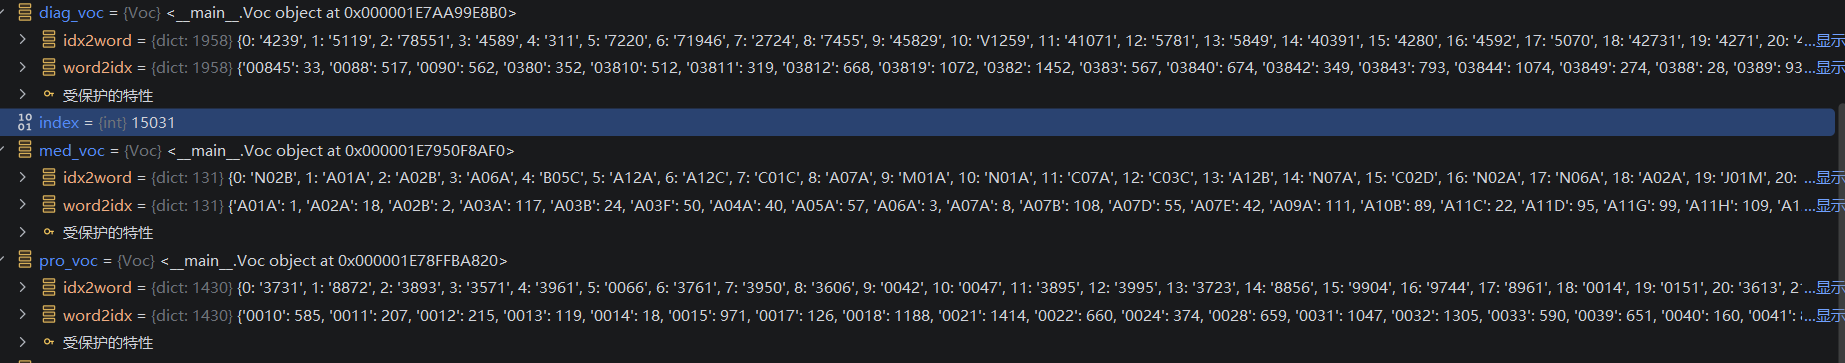 diag_voc = {Voc} <__main__.Voc object at 0x000001E7AA99E8B0>
idx2word = {dict: 1958} {0: '4239', 1: '5119', 2: '78551', 3: '4589', 4: '311', 5: '7220', 6: '71946', 7: '2724', 8: '7455', 9: '45829', 10: 'V1259', 11: '41071', 12: '5781', 13: '5849', 14: '40391', 15: '4280', 16: '4592', 17: '5070', 18: '42731', 19: '4271', 20: '4...显示
word2idx = {dict: 1958} {'00845': 33, '0088': 517, '0090': 562, '0380': 352, '03810': 512, '03811': 319, '03812': 668, '03819': 1072, '0382': 1452, '0383': 567, '03840': 674, '03842': 349, '03843': 793, '03844': 1074, '03849': 274, '0388': 28, '0389': 93...显示
受保护的特性
10
01 index = {int} 15031
med_voc = {Voc} <__main__.Voc object at 0x000001E7950F8AF0>
idx2word = {dict: 131} {0: 'N02B', 1: 'A01A', 2: 'A02B', 3: 'A06A', 4: 'B05C', 5: 'A12A', 6: 'A12C', 7: 'C01C', 8: 'A07A', 9: 'M01A', 10: 'N01A', 11: 'C07A', 12: 'C03C', 13: 'A12B', 14: 'N07A', 15: 'C02D', 16: 'N02A', 17: 'N06A', 18: 'A02A', 19: 'J01M', 20: ...显示
word2idx = {dict: 131} {'A01A': 1, 'A02A': 18, 'A02B': 2, 'A03A': 117, 'A03B': 24, 'A03F': 50, 'A04A': 40, 'A05A': 57, 'A06A': 3, 'A07A': 8, 'A07B': 108, 'A07D': 55, 'A07E': 42, 'A09A': 111, 'A10B': 89, 'A11C': 22, 'A11D': 95, 'A11G': 99, 'A11H': 109, 'A1...显示
受保护的特性
pro_voc = {Voc} <__main__.Voc object at 0x000001E78FFBA820>
idx2word = {dict: 1430} {0: '3731', 1: '8872', 2: '3893', 3: '3571', 4: '3961', 5: '0066', 6: '3761', 7: '3950', 8: '3606', 9: '0042', 10: '0047', 11: '3895', 12: '3995', 13: '3723', 14: '8856', 15: '9904', 16: '9744', 17: '8961', 18: '0014', 19: '0151', 20: '3613', 2...显示
word2idx = {dict: 1430} {'0010': 585, '0011': 207, '0012': 215, '0013': 119, '0014': 18, '0015': 971, '0017': 126, '0018': 1188, '0021': 1414, '0022': 660, '0024': 374, '0028': 659, '0031': 1047, '0032': 1305, '0033': 590, '0039': 651, '0040': 160, '0041': ...显示
受保护的特性